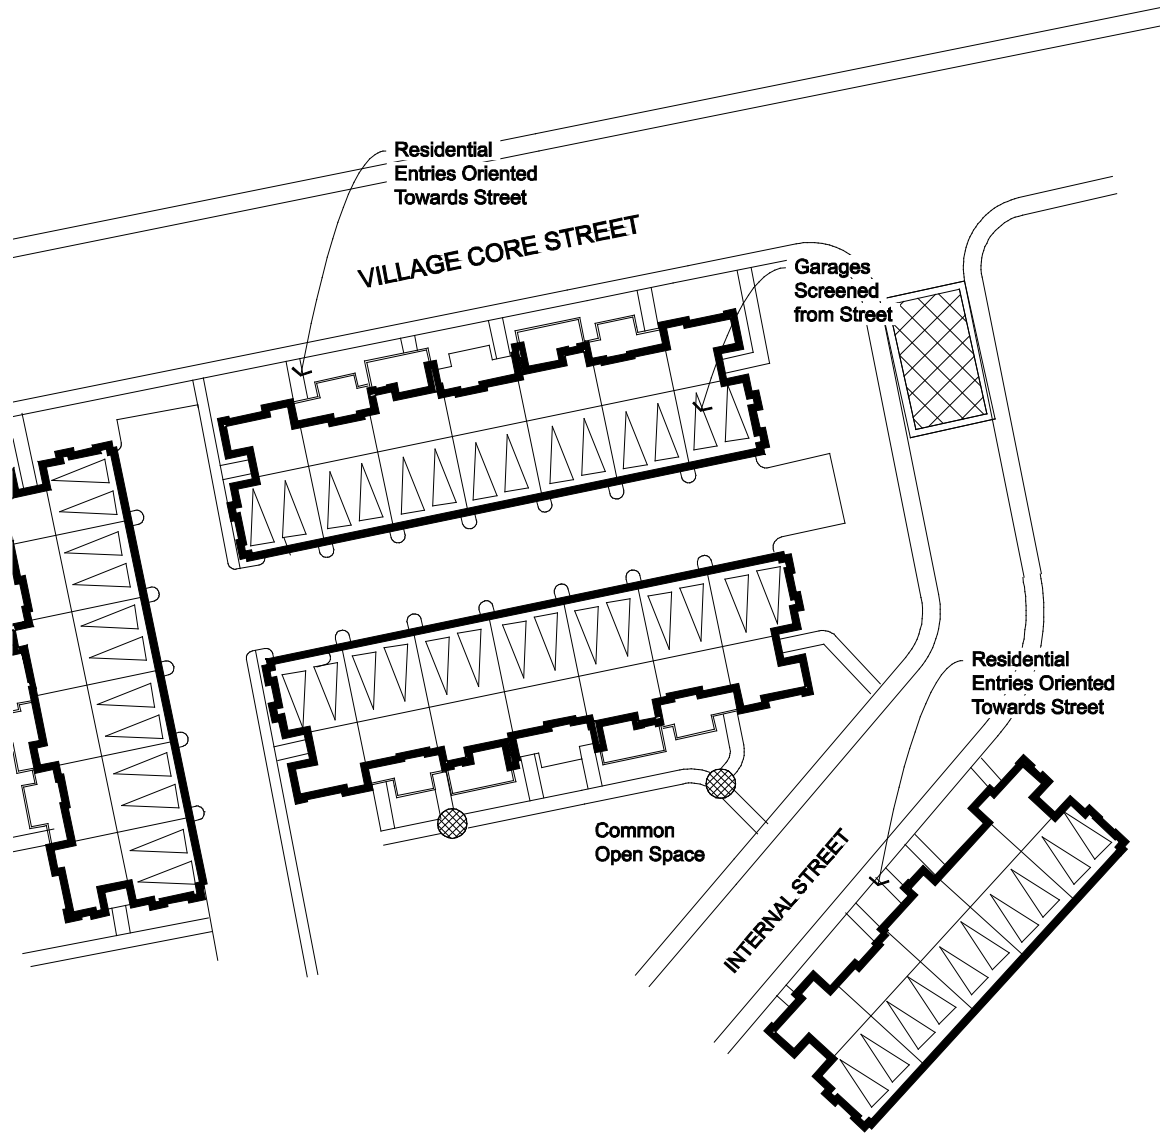 Residential
Entries Oriented
Towards Street
VILLAGE CORE STREET
Garages
Screened
from Street
Residential
Entries Oriented
Towards Street
Common
Open Space
INTERNAL STREET